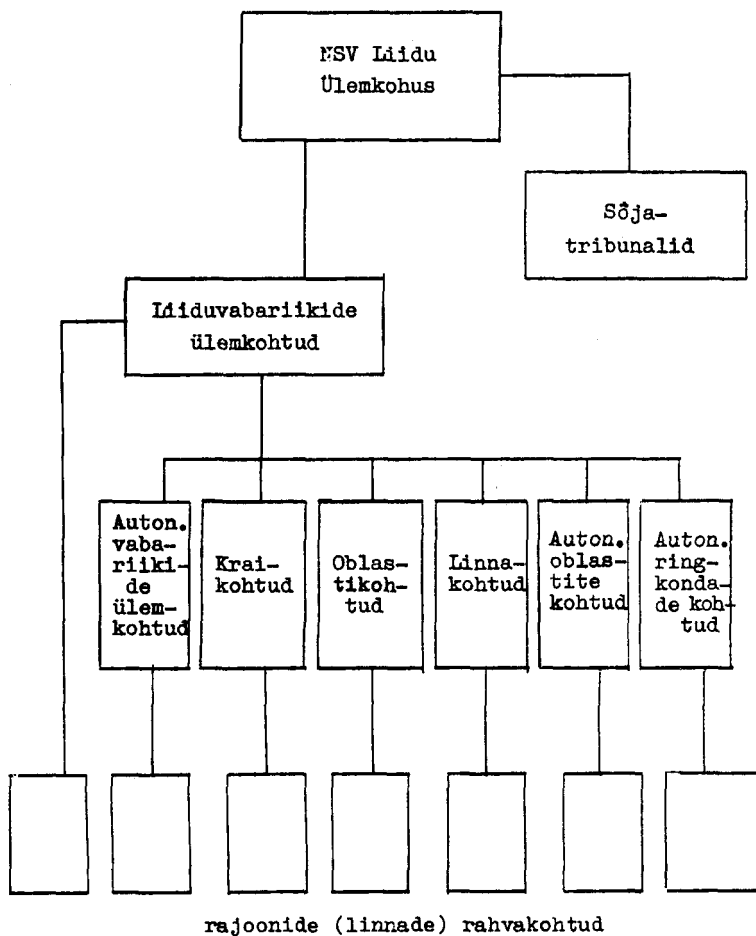 NSV Liidu
Ülemkohus
Sõja-
tribunalid
Liiduvabariikide
ülemkohtud
Auton.
vaba-
riiki-
de
ülem-
kohtud
Krai-
kohtud
Oblas-
tikoh-
tud
Linna-
kohtud
Auton.
oblas-
tite
kohtud
Auton.
ring-
konda-
de koh-
tud
rajoonide (linnade) rahvakohtud